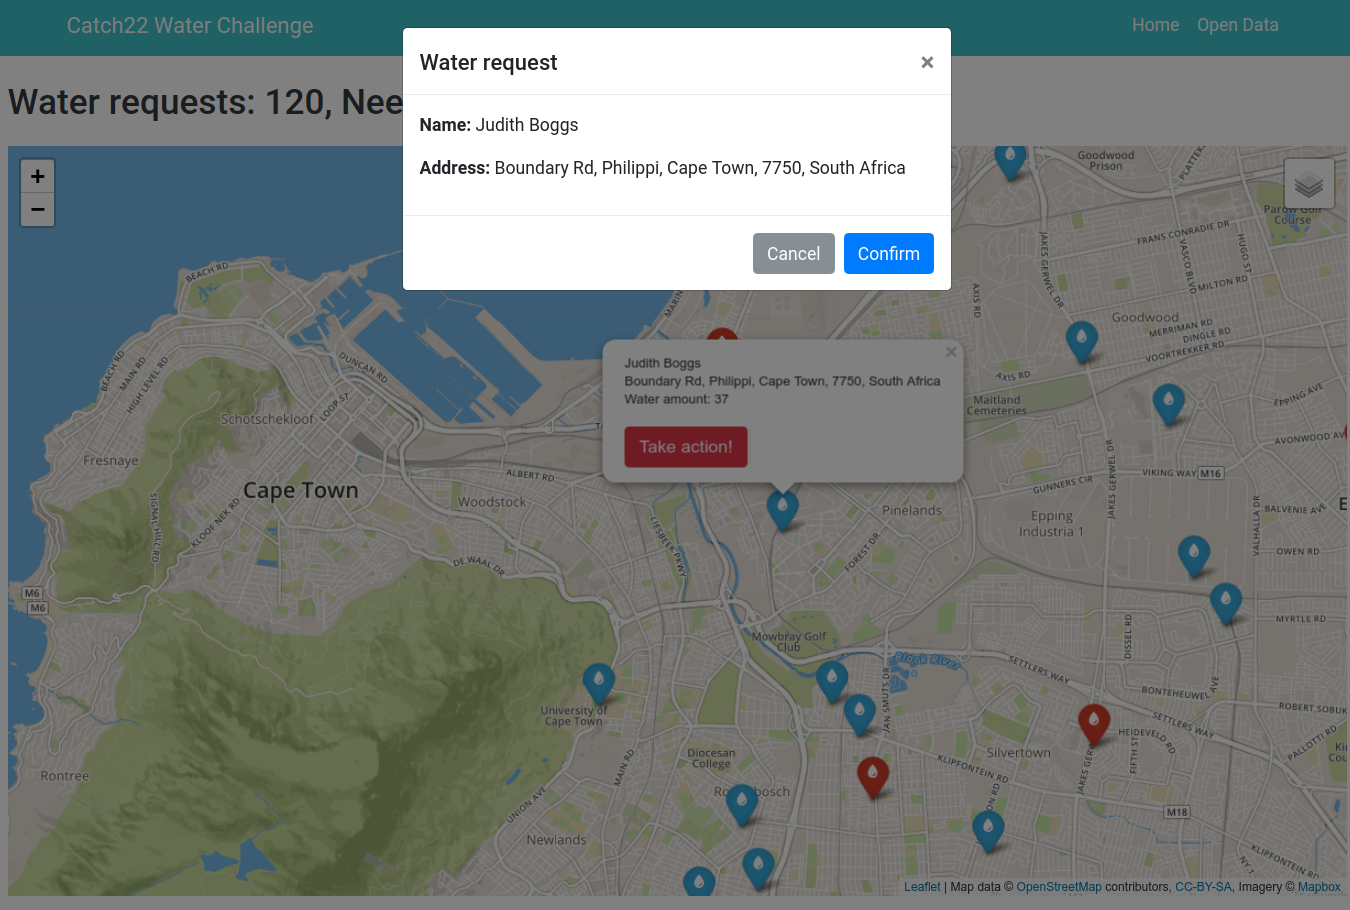 Catch22 Water Challenge
Home
Open Data
Water request
×
Water requests: 120, Nee
Name: Judith Boggs
Address: Boundary Rd, Philippi, Cape Town, 7750, South Africa
Cancel
Confirm
+
−
Goodwood
Prison
Parow Golf
Course
FRANS CONRADIE DR
JAKES GERWEL DR
VASCO BLVD
HUGO ST
MILTON RD
AXIS RD
BEACH RD
Goodwood
MERRIMAN RD
DINGLE RD
VOORTREKKER RD
Judith Boggs
×
Boundary Rd, Philippi, Cape Town, 7750, South Africa
Water amount: 37
Take action!
BEACH RD
MAIN RD
HIGH LEVEL RD
DUNCAN RD
LOOP ST
AXIS RD
Maitland
Cemeteries
EPPING AVE
AVONWOOD AV
Schotschekloof
Fresnaye
ALBERT RD
VIKING WAY
M16
GUNNERS CIR
JAKES GERWEL DR
Cape Town
Woodstock
SIGNAL HILL RD
KLOOF NEK RD
LIESBEEK PKWY
Pinelands
Epping
Industria 1
BALVENIE AVE
VALHALLA DR
OWEN RD
FOREST DR
DE WAAL DR
M6
M6
Mowbray Golf
Club
Black River
MYRTLE RD
DISSEL RD
SETTLERS WAY
BONTEHEUWEL AVE
ROBERT SOBUK
JAN SMUTS DR
University of
Cape Town
SETTLERS WAY
HEIDEVELD RD
PALLOTTI RD
FIFTH ST
JAKES GERW
Silvertown
KLIPFONTEIN RD
Diocesan
College
MAIN RD
UNION AVE
Rontree
M18
Newlands
KLIPFONTEIN RD
Leaflet | Map data © OpenStreetMap contributors, CC-BY-SA, Imagery © Mapbox